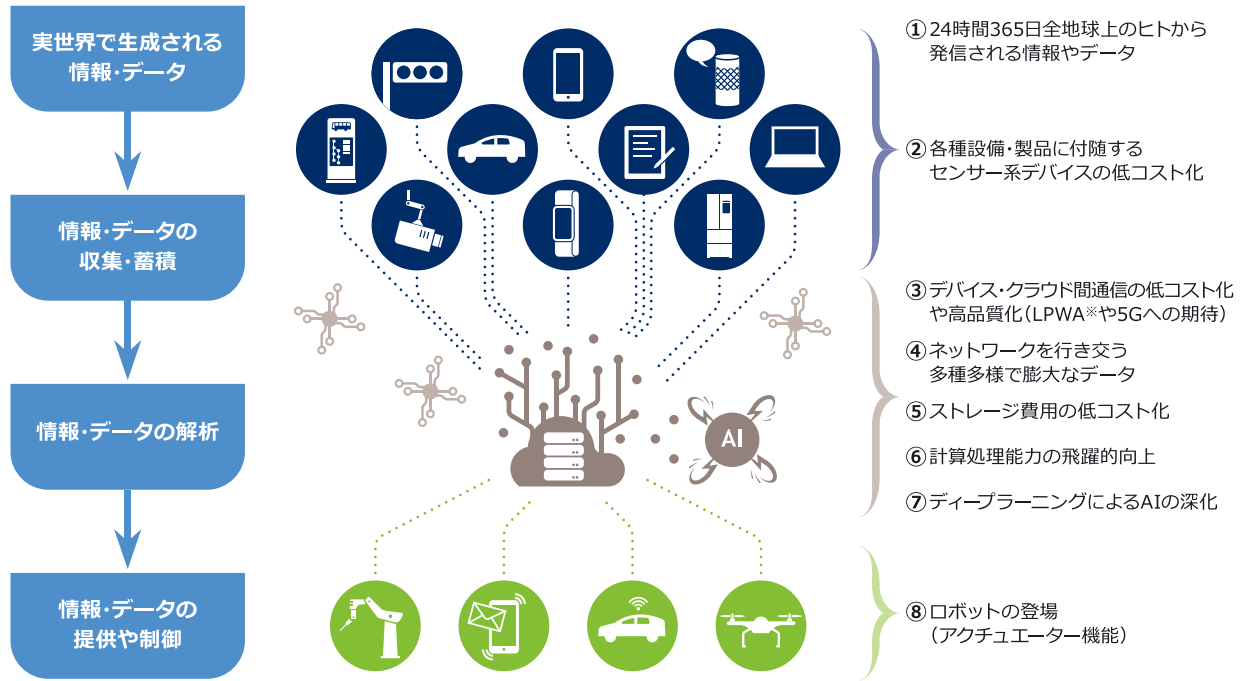 実世界で生成される
情報・データ
情報・データの
収集・蓄積
情報・データの解析
情報・データの
提供や制御
AI
①24時間365日全地球上のヒトから
発信される情報やデータ
②各種設備・製品に付随する
センサー系デバイスの低コスト化
③デバイス・クラウド間通信の低コスト化
や高品質化（LPWA※や5Gへの期待）
④ネットワークを行き交う
多種多様で膨大なデータ
⑤ストレージ費用の低コスト化
⑥計算処理能力の飛躍的向上
⑦ディープラーニングによるAIの深化
⑧ロボットの登場
（アクチュエーター機能）